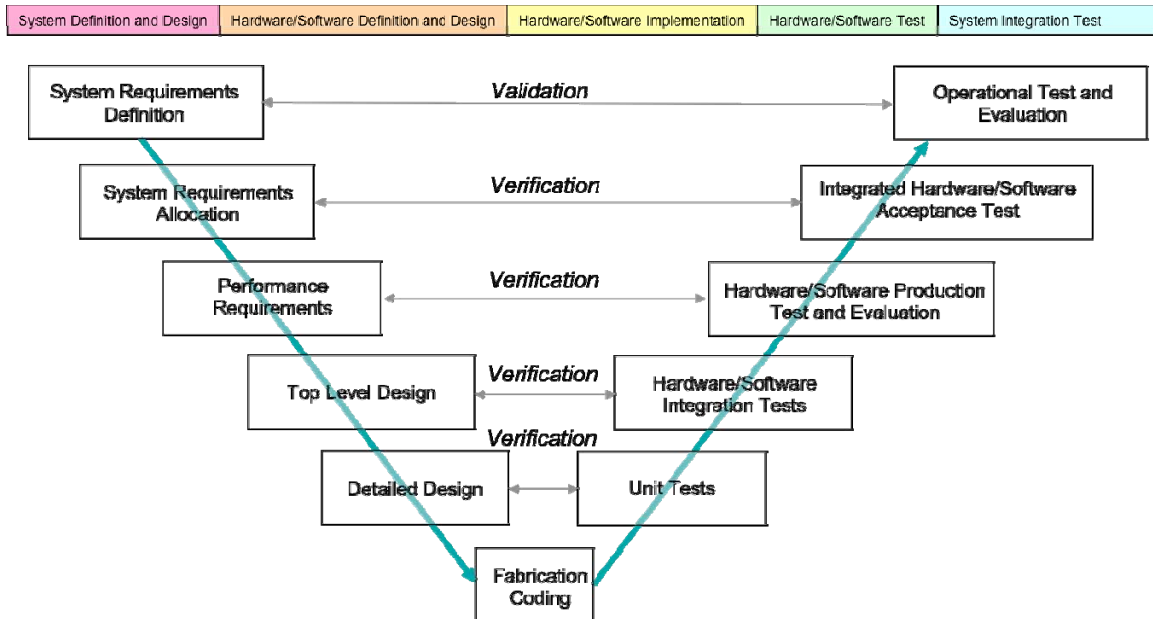 System Definition and Design
Hardware/Software Definition and Design
Hardware/Software Implementation
Hardware/Software Test
System Integration Test
System Requirements
Definition
Validation
Operational Test and
Evaluation
System Requirements
Allocation
Verification
Integrated Hardware/Software
Acceptance Test
Performance
Requirements
Verification
Hardware/Software Production
Test and Evaluation
Top Level Design
Verification
Hardware/Software
Integration Tests
Verification
Detailed Design
Unit Tests
Fabrication
Coding